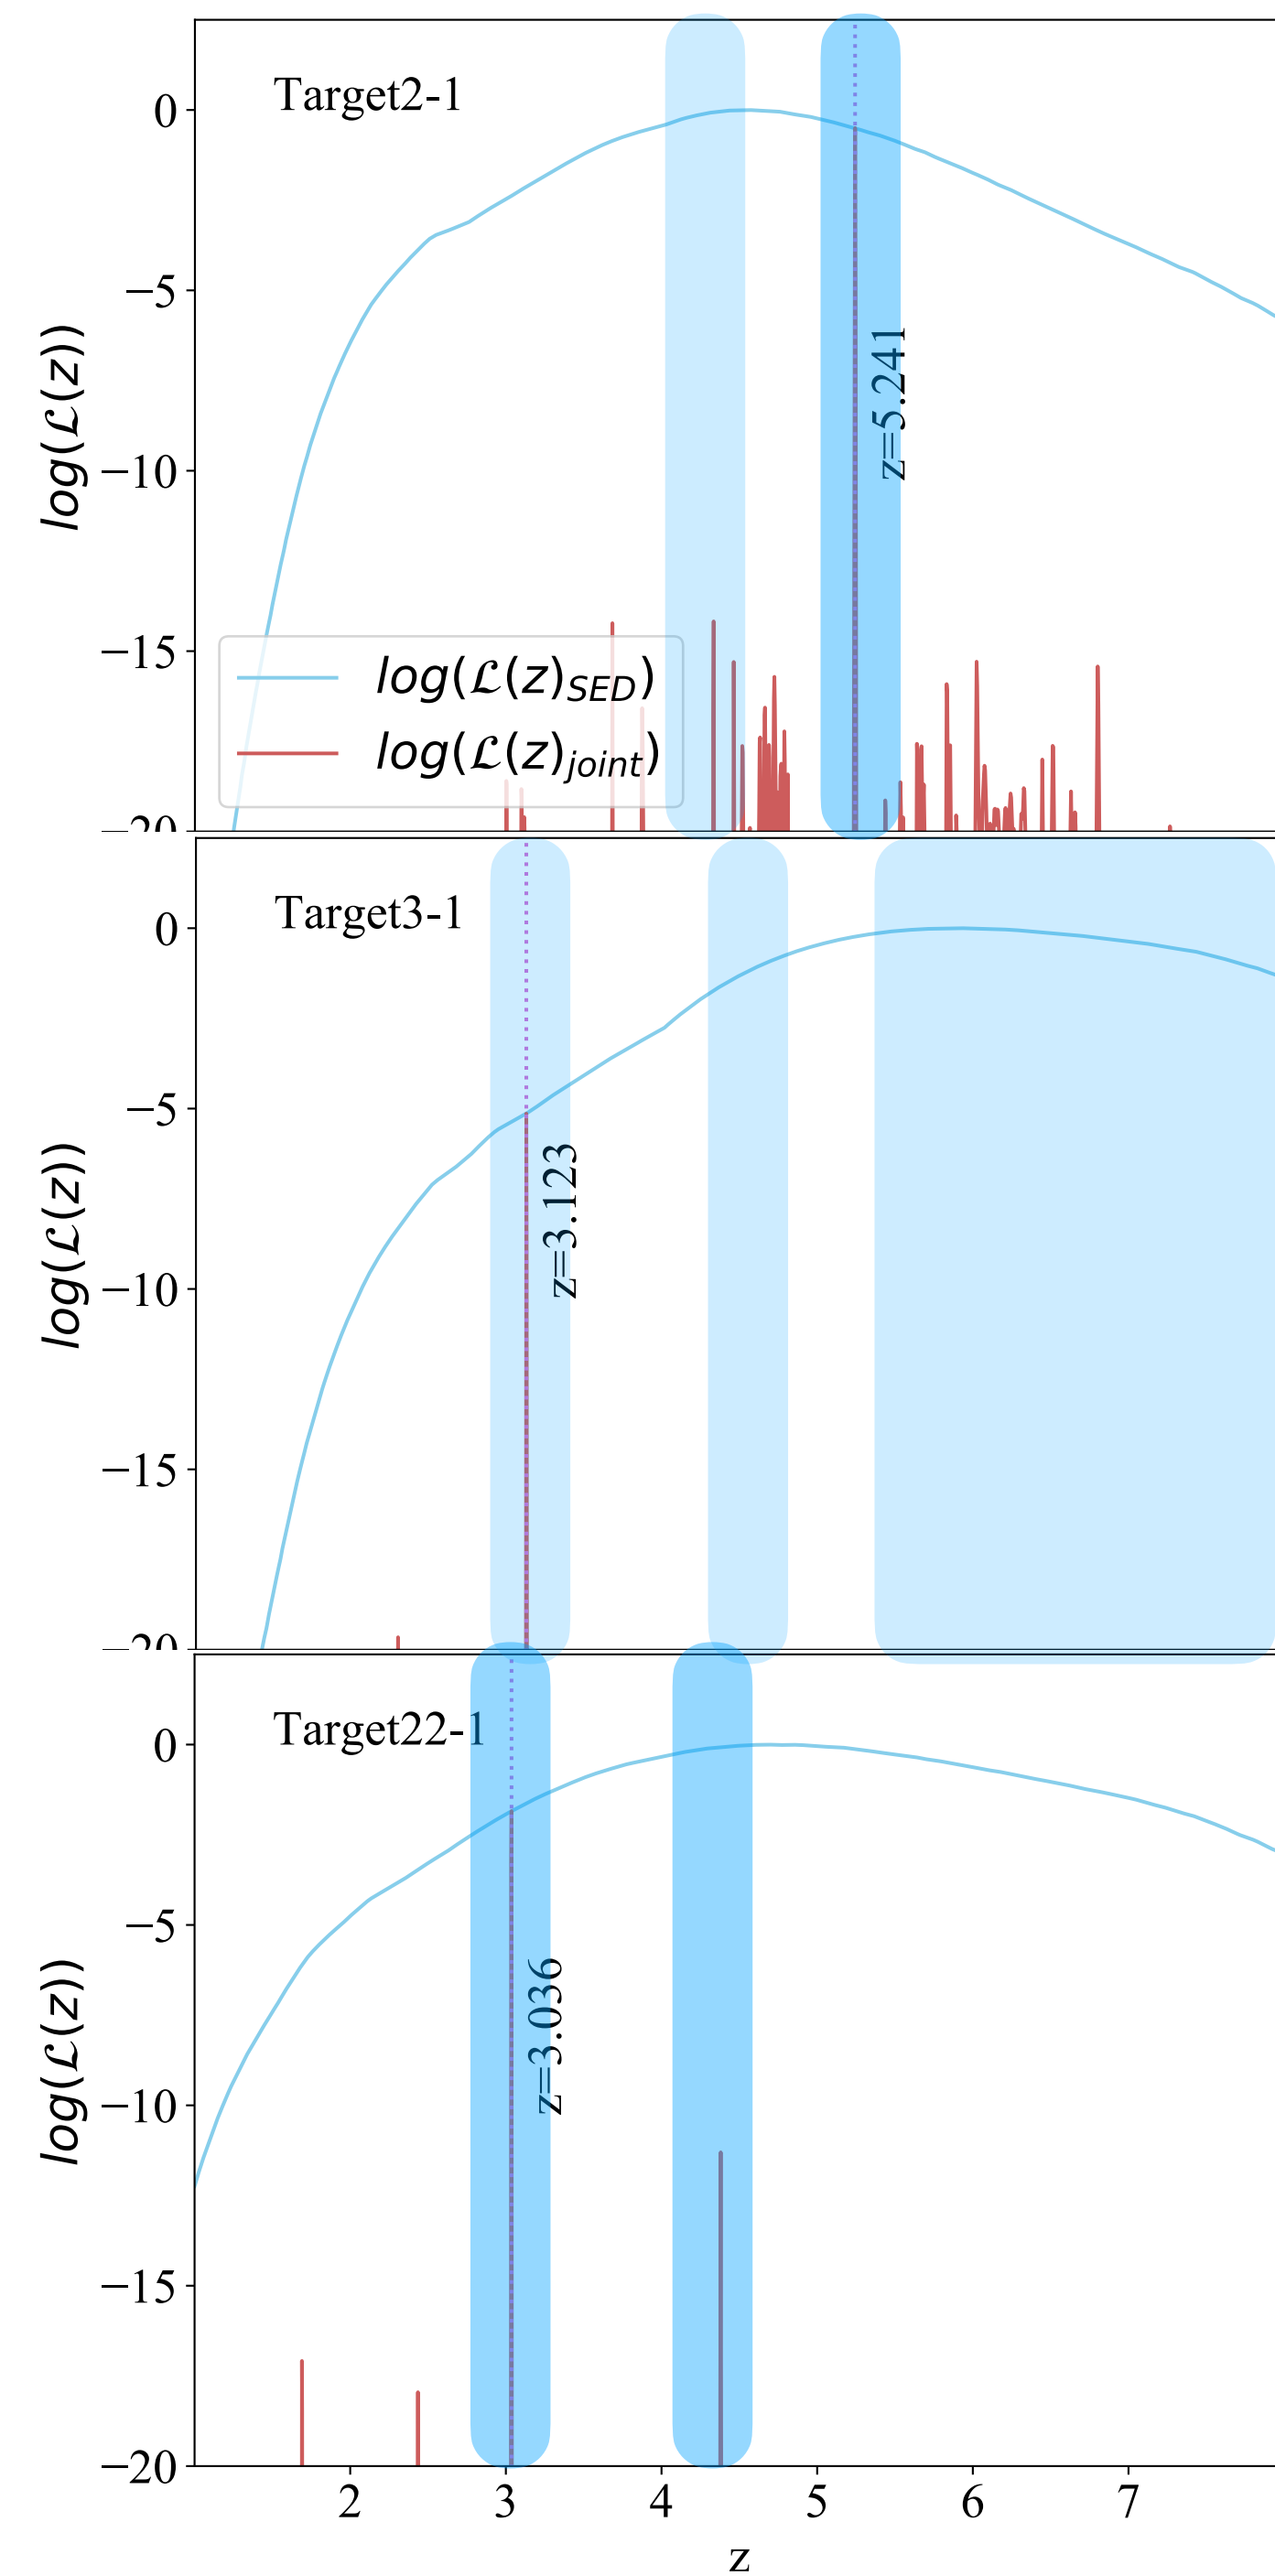 Target2-1
0
−5
−10
−15
−20
log(ℒ(z))
z=5.241
log(ℒ(z)SED)
log(ℒ(z)joint)
Target3-1
0
−5
−10
−15
−20
log(ℒ(z))
z=3.123
Target22-1
0
−5
−10
−15
−20
log(ℒ(z))
z=3.036
2 3 4 5 6 7
z